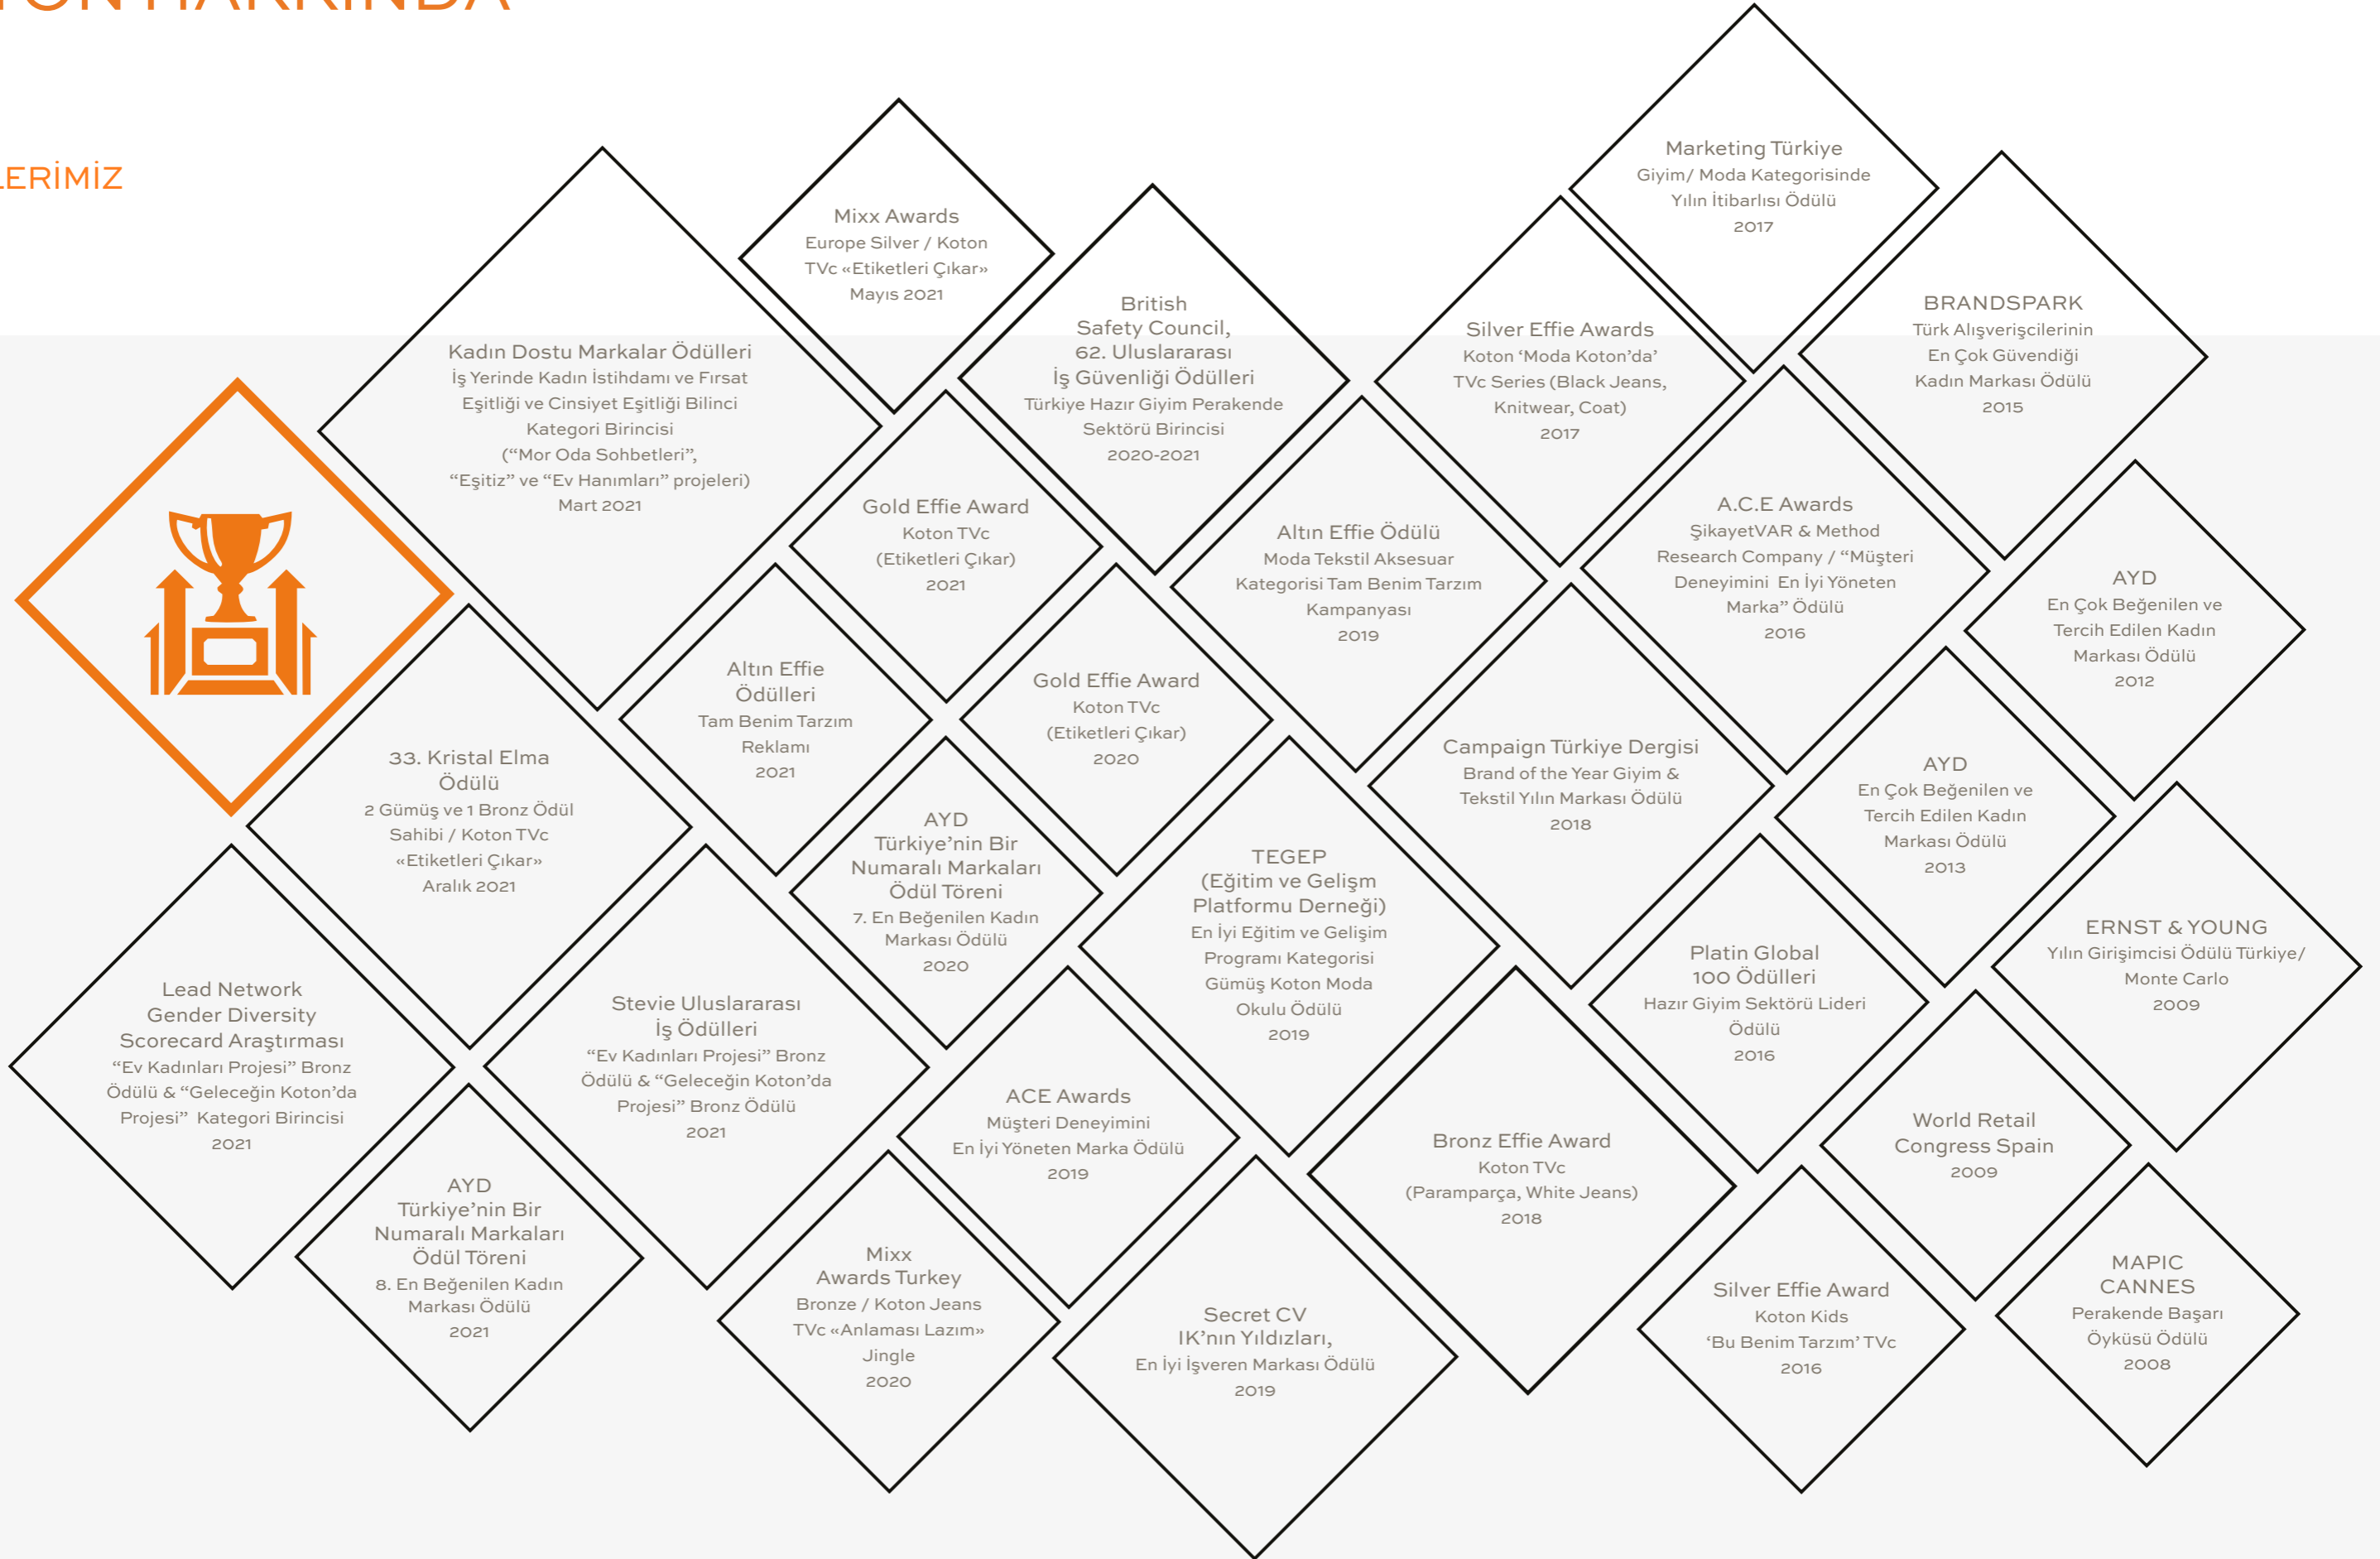 TON HAKKINDA
LERİMİZ
Marketing Türkiye
Giyim/ Moda Kategorisinde
Yılın İtibarlısı Ödülü
2017
Mixx Awards
Europe Silver / Koton
TVc «Etiketleri Çıkar»
Mayıs 2021
British
Safety Council,
62. Uluslararası
İş Güvenliği Ödülleri
Türkiye Hazır Giyim Perakende
Sektörü Birincisi
2020-2021
Silver Effie Awards
Koton ‘Moda Koton’da’
TVc Series (Black Jeans,
Knitwear, Coat)
2017
BRANDSPARK
Türk Alışverişcilerinin
En Çok Güvendiği
Kadın Markası Ödülü
2015
Kadın Dostu Markalar Ödülleri
İş Yerinde Kadın İstihdamı ve Fırsat
Eşitliği ve Cinsiyet Eşitliği Bilinci
Kategori Birincisi
(“Mor Oda Sohbetleri”,
“Eşitiz” ve “Ev Hanımları” projeleri)
Mart 2021
Gold Effie Award
Koton TVc
(Etiketleri Çıkar)
2021
Altın Effie Ödülü
Moda Tekstil Aksesuar
Kategorisi Tam Benim Tarzım
Kampanyası
2019
A.C.E Awards
ŞikayetVAR & Method
Research Company / “Müşteri
Deneyimini  En İyi Yöneten
Marka” Ödülü
2016
AYD
En Çok Beğenilen ve
Tercih Edilen Kadın
Markası Ödülü
2012
Altın Effie
Ödülleri
Tam Benim Tarzım
Reklamı
2021
Gold Effie Award
Koton TVc
(Etiketleri Çıkar)
2020
33. Kristal Elma
Ödülü
2 Gümüş ve 1 Bronz Ödül
Sahibi / Koton TVc
«Etiketleri Çıkar»
Aralık 2021
Campaign Türkiye Dergisi
Brand of the Year Giyim &
Tekstil Yılın Markası Ödülü
2018
AYD
En Çok Beğenilen ve
Tercih Edilen Kadın
Markası Ödülü
2013
AYD
Türkiye’nin Bir
Numaralı Markaları
Ödül Töreni
7. En Beğenilen Kadın
Markası Ödülü
2020
TEGEP
(Eğitim ve Gelişm
Platformu Derneği)
En İyi Eğitim ve Gelişim
Programı Kategorisi
Gümüş Koton Moda
Okulu Ödülü
2019
Platin Global
100 Ödülleri
Hazır Giyim Sektörü Lideri
Ödülü
2016
ERNST & YOUNG
Yılın Girişimcisi Ödülü Türkiye/
Monte Carlo
2009
Lead Network
Gender Diversity
Scorecard Araştırması
“Ev Kadınları Projesi” Bronz
Ödülü & “Geleceğin Koton’da
Projesi”  Kategori Birincisi
2021
Stevie Uluslararası
İş Ödülleri
“Ev Kadınları Projesi” Bronz
Ödülü & “Geleceğin Koton’da
Projesi” Bronz Ödülü
2021
ACE Awards
Müşteri Deneyimini
En İyi Yöneten Marka Ödülü
2019
Bronz Effie Award
Koton TVc
(Paramparça, White Jeans)
2018
World Retail
Congress Spain
2009
AYD
Türkiye’nin Bir
Numaralı Markaları
Ödül Töreni
8. En Beğenilen Kadın
Markası Ödülü
2021
Mixx
Awards Turkey
Bronze / Koton Jeans
TVc «Anlaması Lazım»
Jingle
2020
Secret CV
IK’nın Yıldızları,
En İyi İşveren Markası Ödülü
2019
Silver Effie Award
Koton Kids
‘Bu Benim Tarzım’ TVc
2016
MAPIC
CANNES
Perakende Başarı
Öyküsü Ödülü
2008